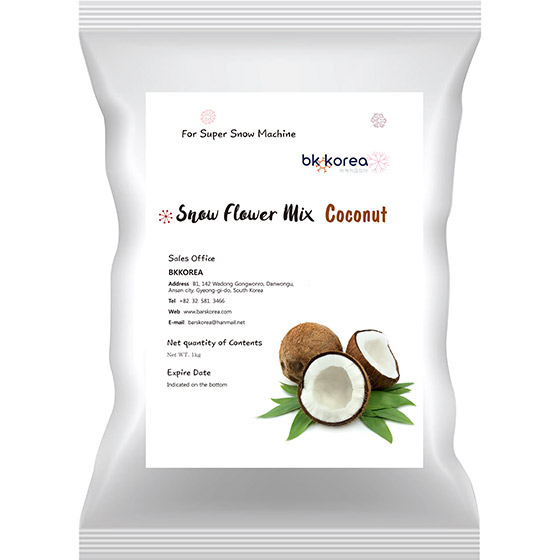 For Super Snow Machine
bk korea
Snow Flower Mix Coconut
Sales Office
BKKOREA
Address B1, 142 Wadong Gongwonro, Danwongu,
Ansan city, Gyeong-gi-do, South Korea
Tel +82. 32. 581. 3466
Web www.barskorea.com
E-mail barskorea@hanmail.net
Net quantity of Contents
Net WT. 1kg
Expire Date
Indicated on the bottom